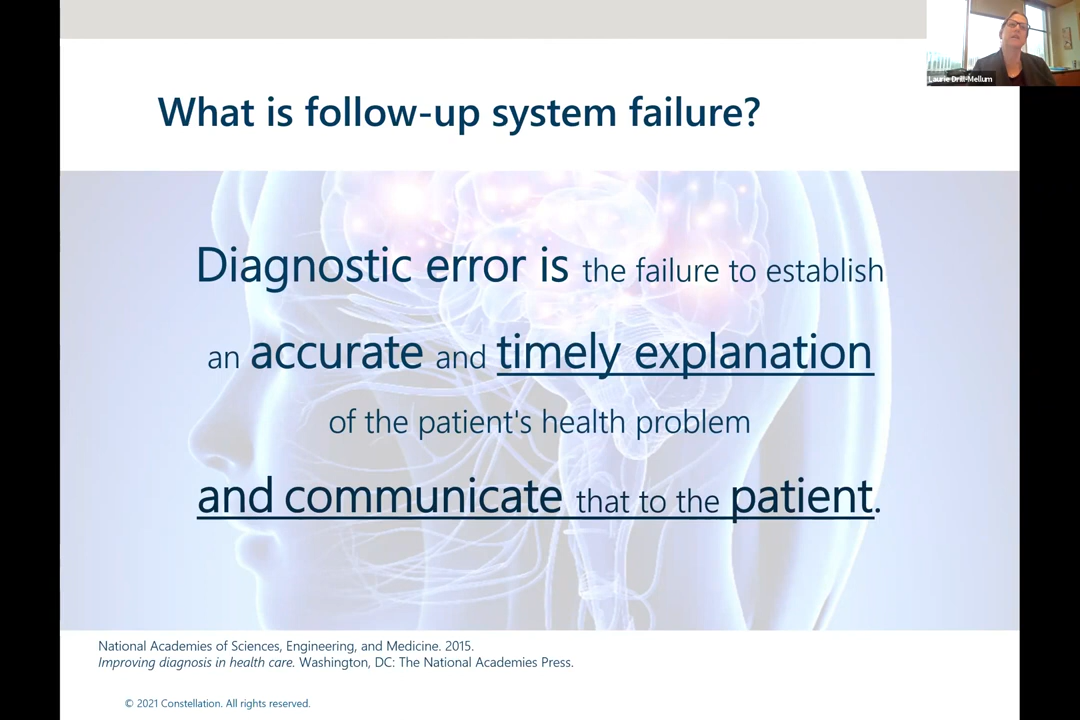 Laurie Drill-Mellum
What is follow-up system failure?
Diagnostic error is the failure to establish
an accurate and timely explanation
of the patient's health problem
and communicate that to the patient.
National Academies of Sciences, Engineering, and Medicine. 2015.
Improving diagnosis in health care. Washington, DC: The National Academies Press.
© 2021 Constellation. All rights reserved.